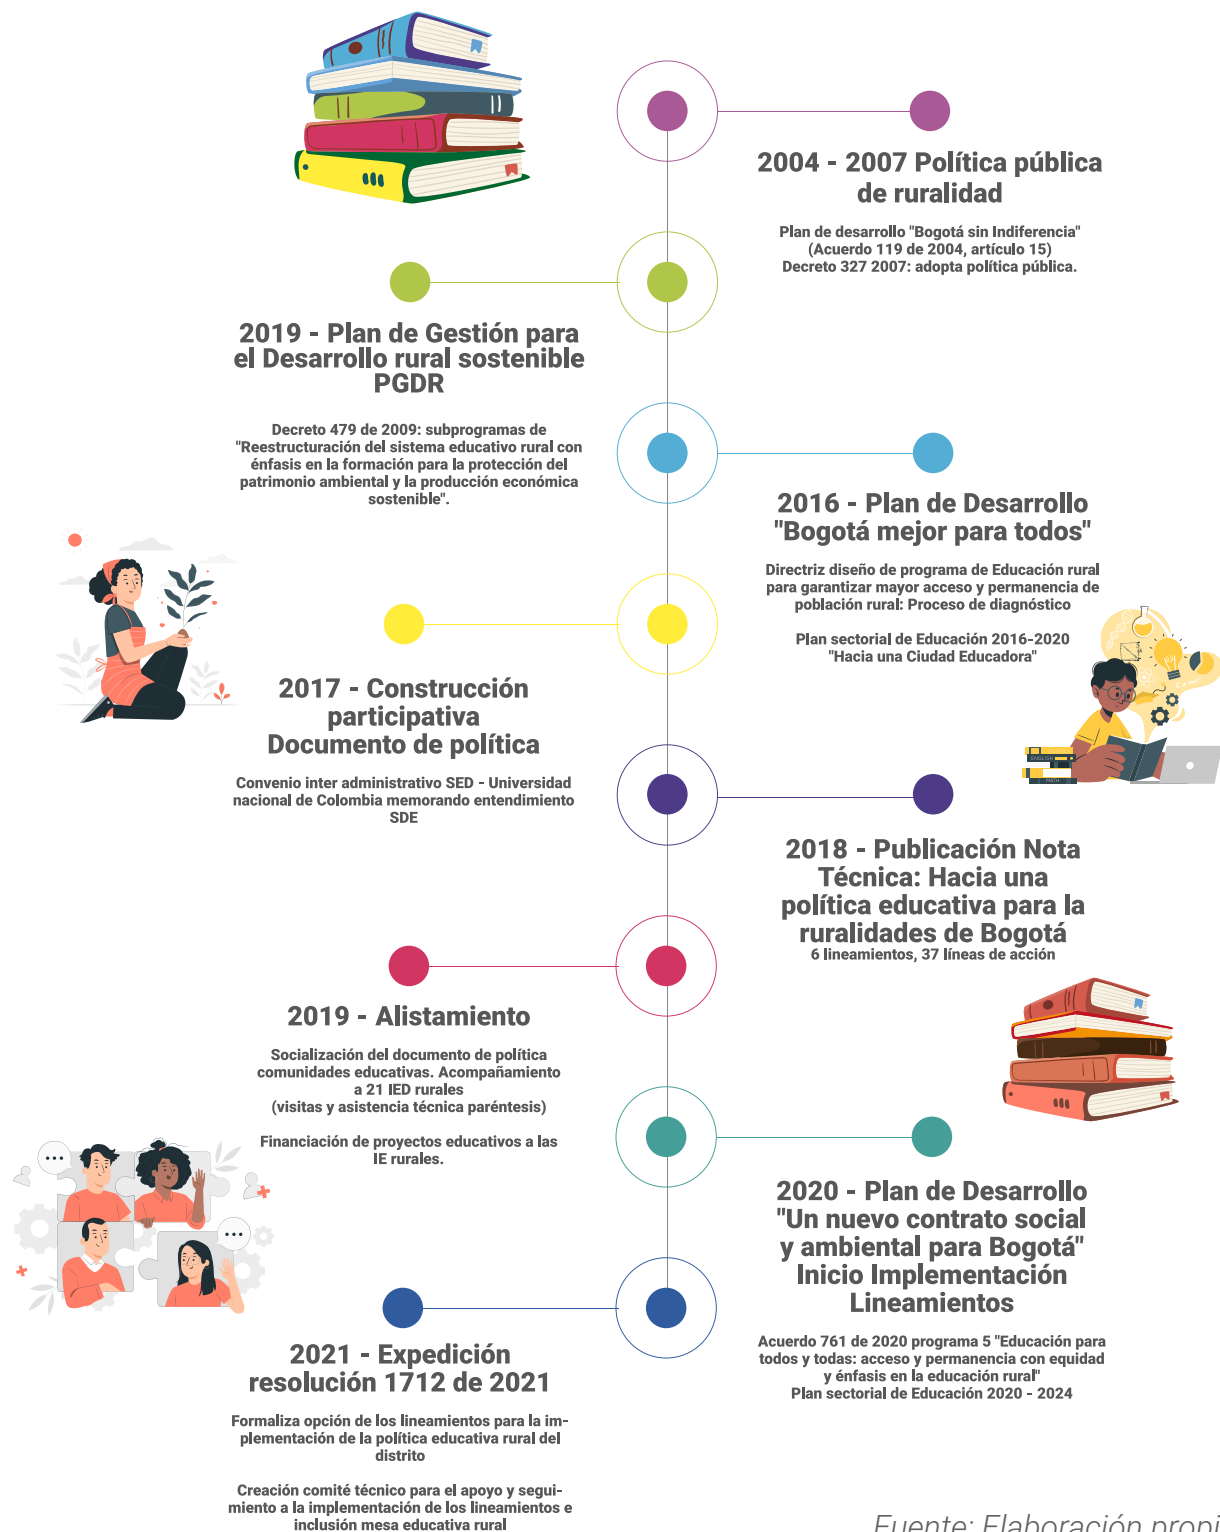 2004 - 2007 Política pública
de ruralidad
Plan de desarrollo "Bogotá sin Indiferencia"
(Acuerdo 119 de 2004, artículo 15)
Decreto 327 2007: adopta política pública.
2019 - Plan de Gestión para
el Desarrollo rural sostenible
PGDR
Decreto 479 de 2009: subprogramas de
"Reestructuración del sistema educativo rural con
énfasis en la formación para la protección del
patrimonio ambiental y la producción económica
sostenible".
2016 - Plan de Desarrollo
"Bogotá mejor para todos"
Directriz diseño de programa de Educación rural
para garantizar mayor acceso y permanencia de
población rural: Proceso de diagnóstico
Plan sectorial de Educación 2016-2020
"Hacia una Ciudad Educadora"
2017 - Construcción
participativa
Documento de política
Convenio inter administrativo SED - Universidad
nacional de Colombia memorando entendimiento
SDE
ENGLISH
MATH
2018 - Publicación Nota
Técnica: Hacia una
política educativa para la
ruralidades de Bogotá
6 lineamientos, 37 líneas de acción
2019 - Alistamiento
Socialización del documento de política
comunidades educativas. Acompañamiento
a 21 IED rurales
(visitas y asistencia técnica paréntesis)
Financiación de proyectos educativos a las
IE rurales.
2020 - Plan de Desarrollo
"Un nuevo contrato social
y ambiental para Bogotá"
Inicio Implementación
Lineamientos
Acuerdo 761 de 2020 programa 5 "Educación para
todos y todas: acceso y permanencia con equidad
y énfasis en la educación rural"
Plan sectorial de Educación 2020 - 2024
2021 - Expedición
resolución 1712 de 2021
Formaliza opción de los lineamientos para la im-
plementación de la política educativa rural del
distrito
Creación comité técnico para el apoyo y segui-
miento a la implementación de los lineamientos e
inclusión mesa educativa rural
Fuente: Elaboración propi